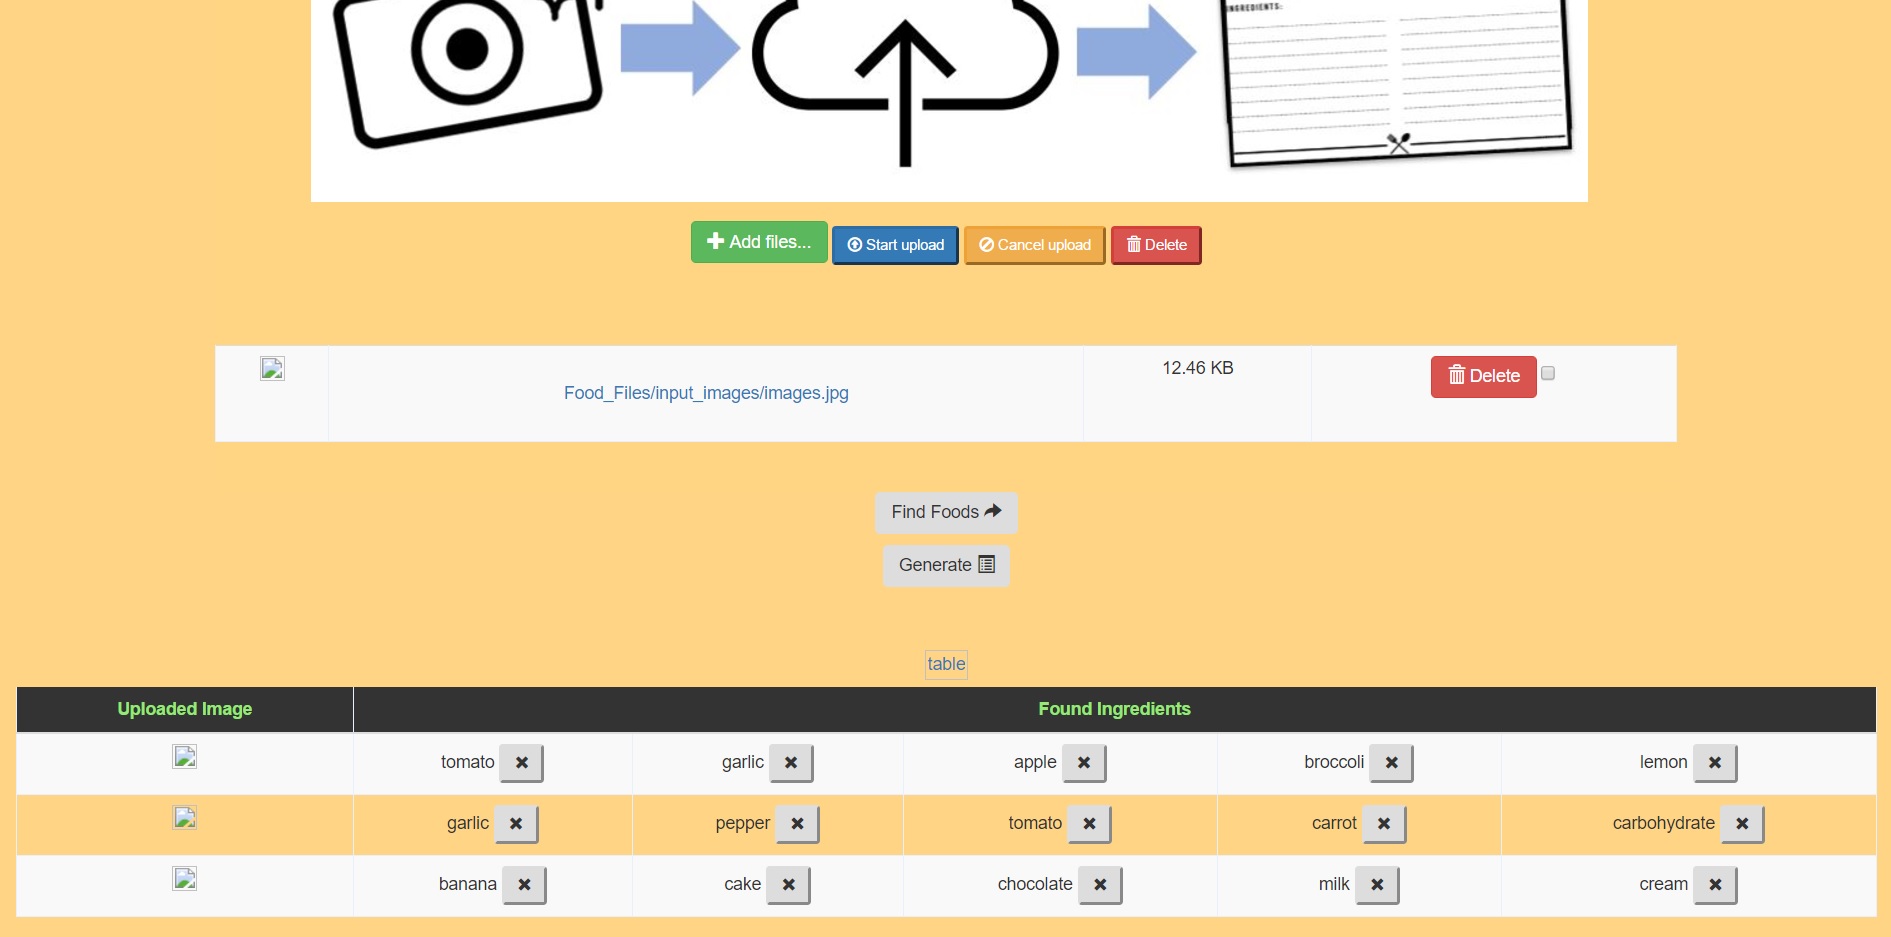 INGREDIENTS:
Add files... Start upload Cancel upload Delete
Food_Files/input_images/images.jpg 12.46 KB Delete
Find Foods
Generate
table
Uploaded Image Found Ingredients
tomato garlic apple broccoli lemon
garlic pepper tomato carrot carbohydrate
banana cake chocolate milk cream